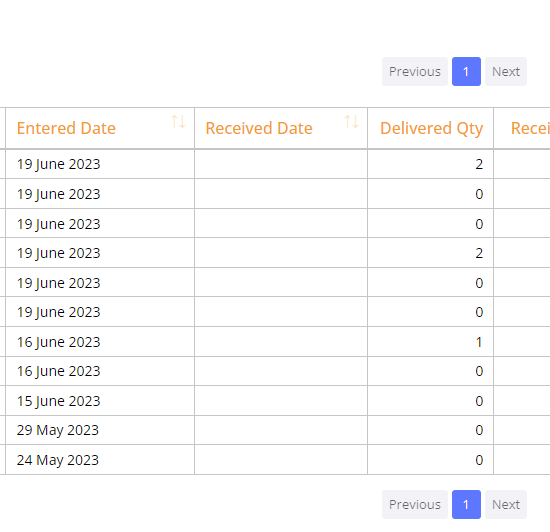 Previous 1 Next
Entered Date Received Date Delivered Qty Recei
19 June 2023 2
19 June 2023 0
19 June 2023 0
19 June 2023 2
19 June 2023 0
19 June 2023 0
16 June 2023 1
16 June 2023 0
15 June 2023 0
29 May 2023 0
24 May 2023 0
Previous 1 Next